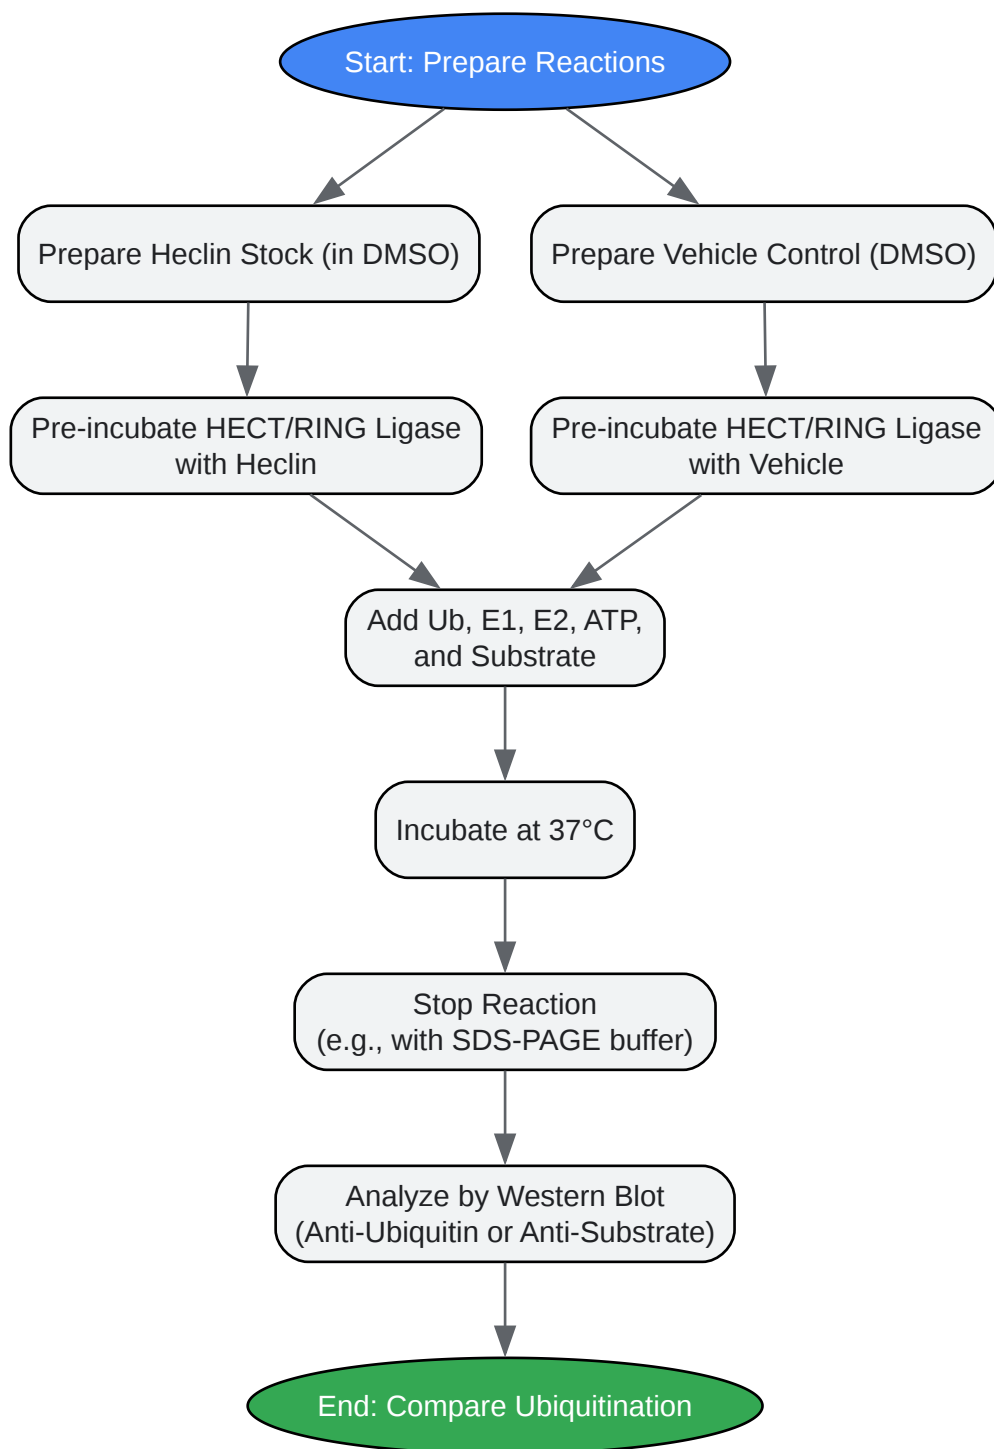 Start: Prepare Reactions
Prepare Heclin Stock (in DMSO)
Prepare Vehicle Control (DMSO)
Pre-incubate HECT/RING Ligase
with Heclin
Pre-incubate HECT/RING Ligase
with Vehicle
Add Ub, E1, E2, ATP,
and Substrate
Incubate at 37°C
Stop Reaction
(e.g., with SDS-PAGE buffer)
Analyze by Western Blot
(Anti-Ubiquitin or Anti-Substrate)
End: Compare Ubiquitination